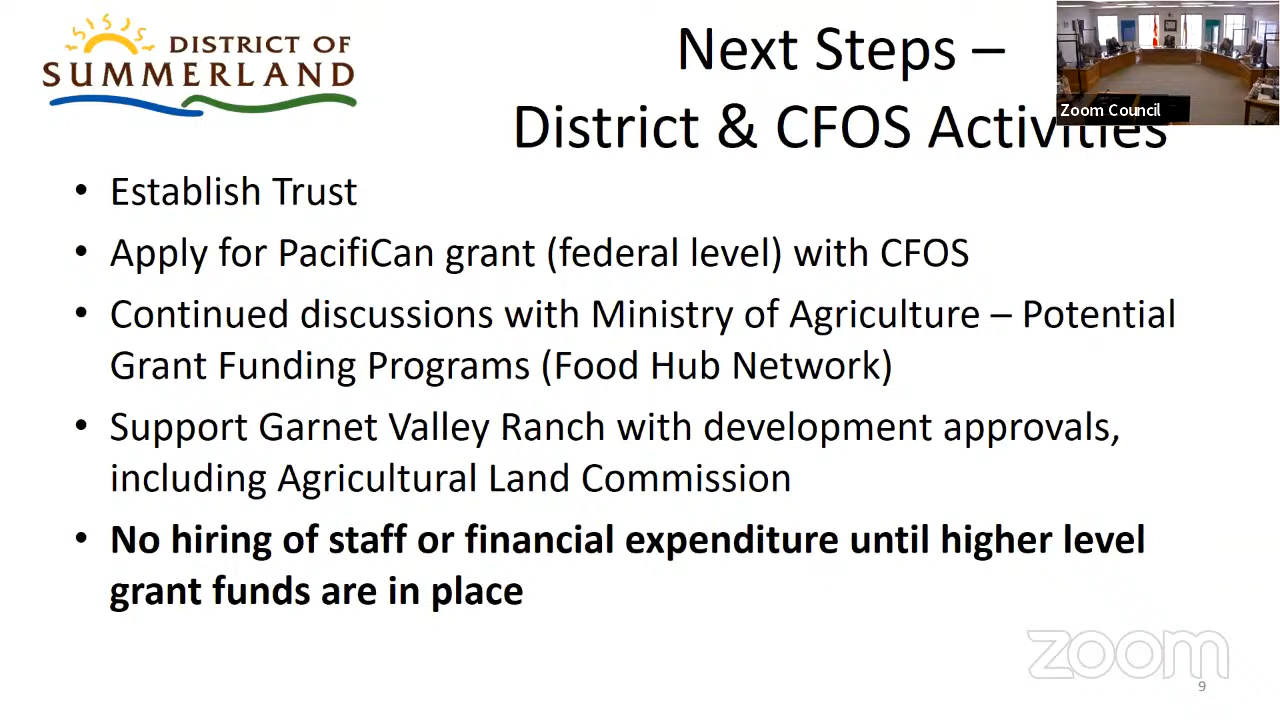 DISTRICT OF
SUMMERLAND
Next Steps –
District & CFOS Activities
Zoom Council
• Establish Trust
• Apply for PacifiCan grant (federal level) with CFOS
• Continued discussions with Ministry of Agriculture – Potential
Grant Funding Programs (Food Hub Network)
• Support Garnet Valley Ranch with development approvals,
including Agricultural Land Commission
• No hiring of staff or financial expenditure until higher level
grant funds are in place
zoom
9